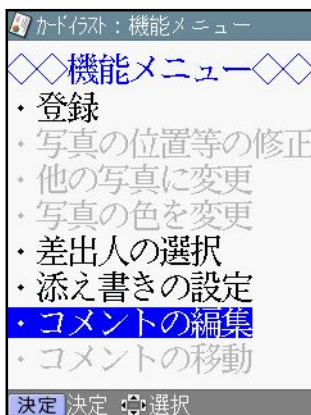 カードイラスト：機能メニュー
◇◇機能メニュー◇◇
・登録
・写真の位置等の修正
・他の写真に変更
・写真の色を変更
・差出人の選択
・添え書きの設定
・コメントの編集
・コメントの移動
決定 決定 選択